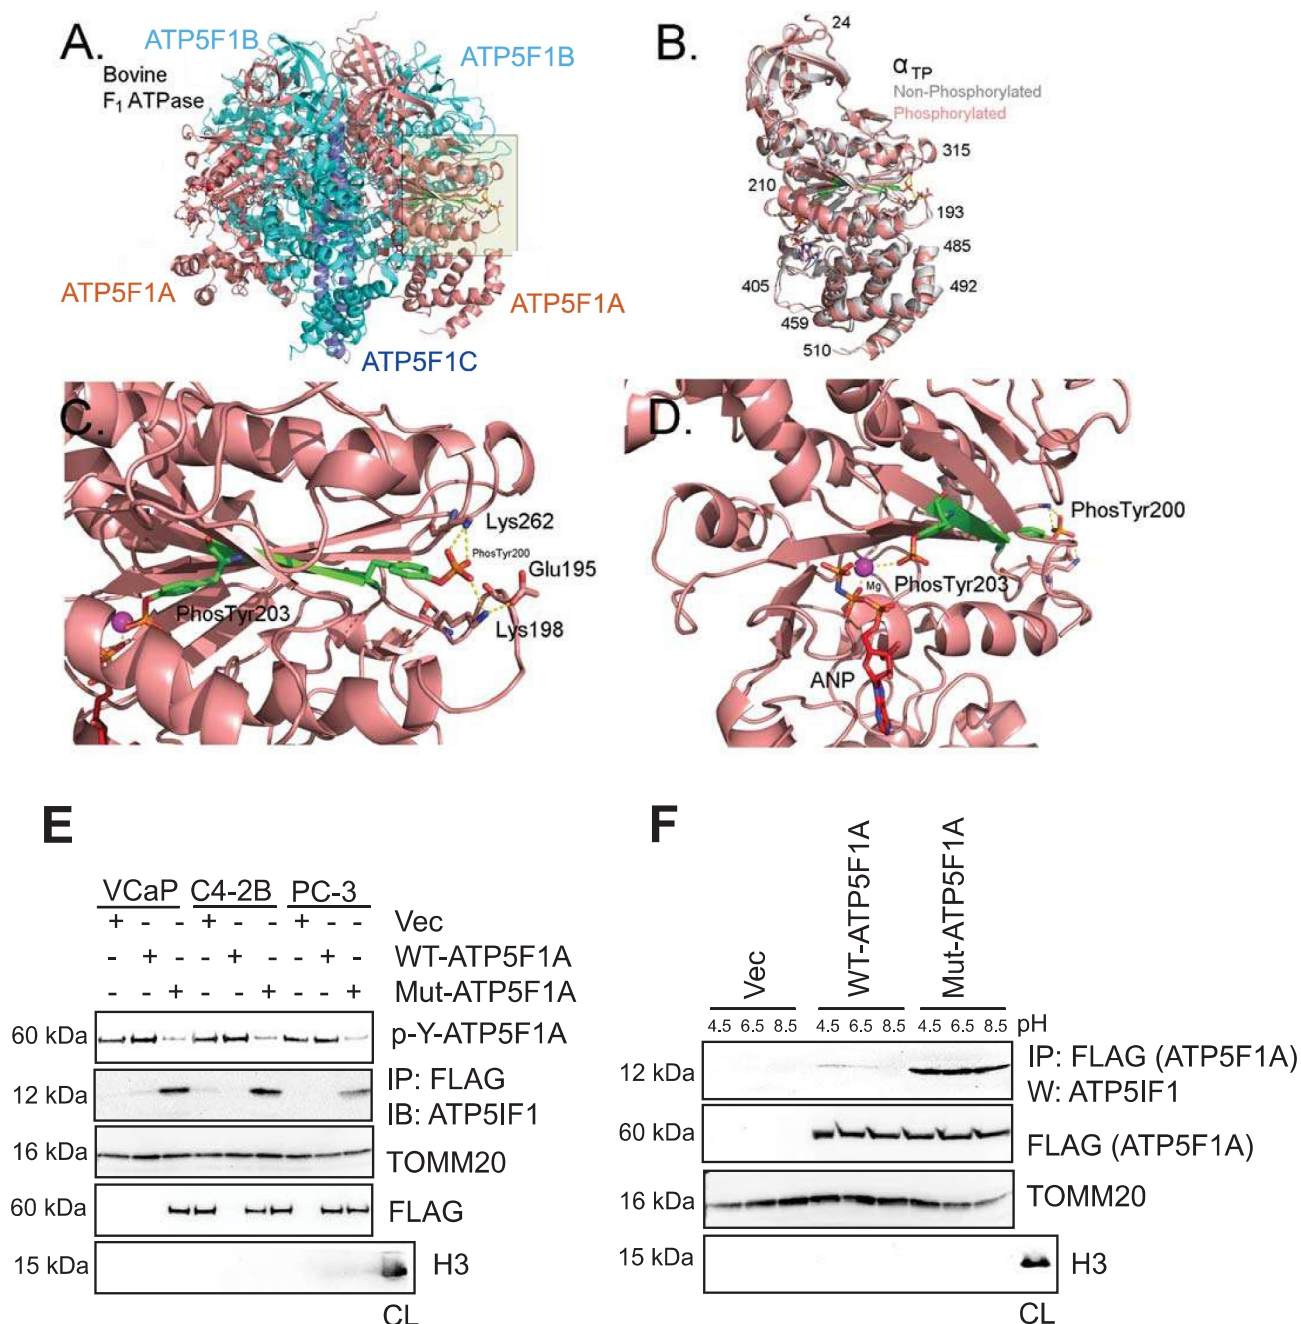 A.
ATP5F1B
ATP5F1B
Bovine
F1 ATPase
ATP5F1A
ATP5F1A
ATP5F1C
B.
24
αTP
Non-Phosphorylated
Phosphorylated
315
210
193
485
405
492
459
510
C.
Lys262
PhosTyr200
Glu195
PhosTyr203
Lys198
D.
PhosTyr200
Mg
PhosTyr203
ANP
E
VCaP C4-2B PC-3
+ - - + - - + - - Vec
- + - - + - - + - WT-ATP5F1A
- - + - - + - - + Mut-ATP5F1A
60 kDa p-Y-ATP5F1A
12 kDa IP: FLAG
IB: ATP5IF1
16 kDa TOMM20
60 kDa FLAG
15 kDa H3
CL
F
Vec WT-ATP5F1A Mut-ATP5F1A
4.5 6.5 8.5 4.5 6.5 8.5 4.5 6.5 8.5 pH
12 kDa IP: FLAG (ATP5F1A)
W: ATP5IF1
60 kDa FLAG (ATP5F1A)
16 kDa TOMM20
15 kDa H3
CL